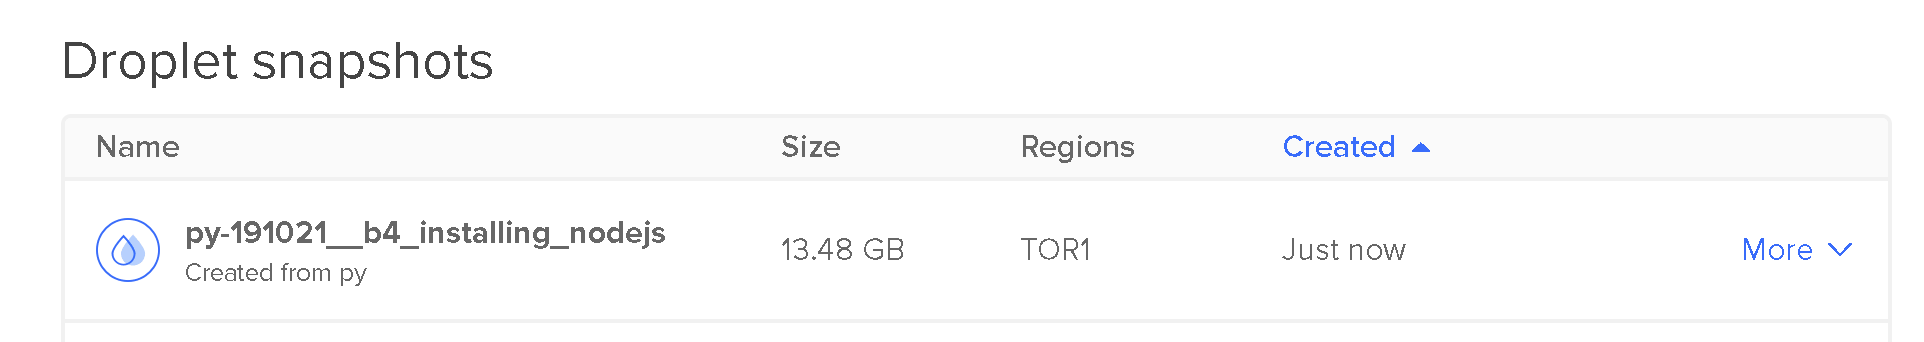 Droplet snapshots
Name Size Regions Created
py-191021__b4_installing_nodejs 13.48 GB TOR1 Just now More
Created from py